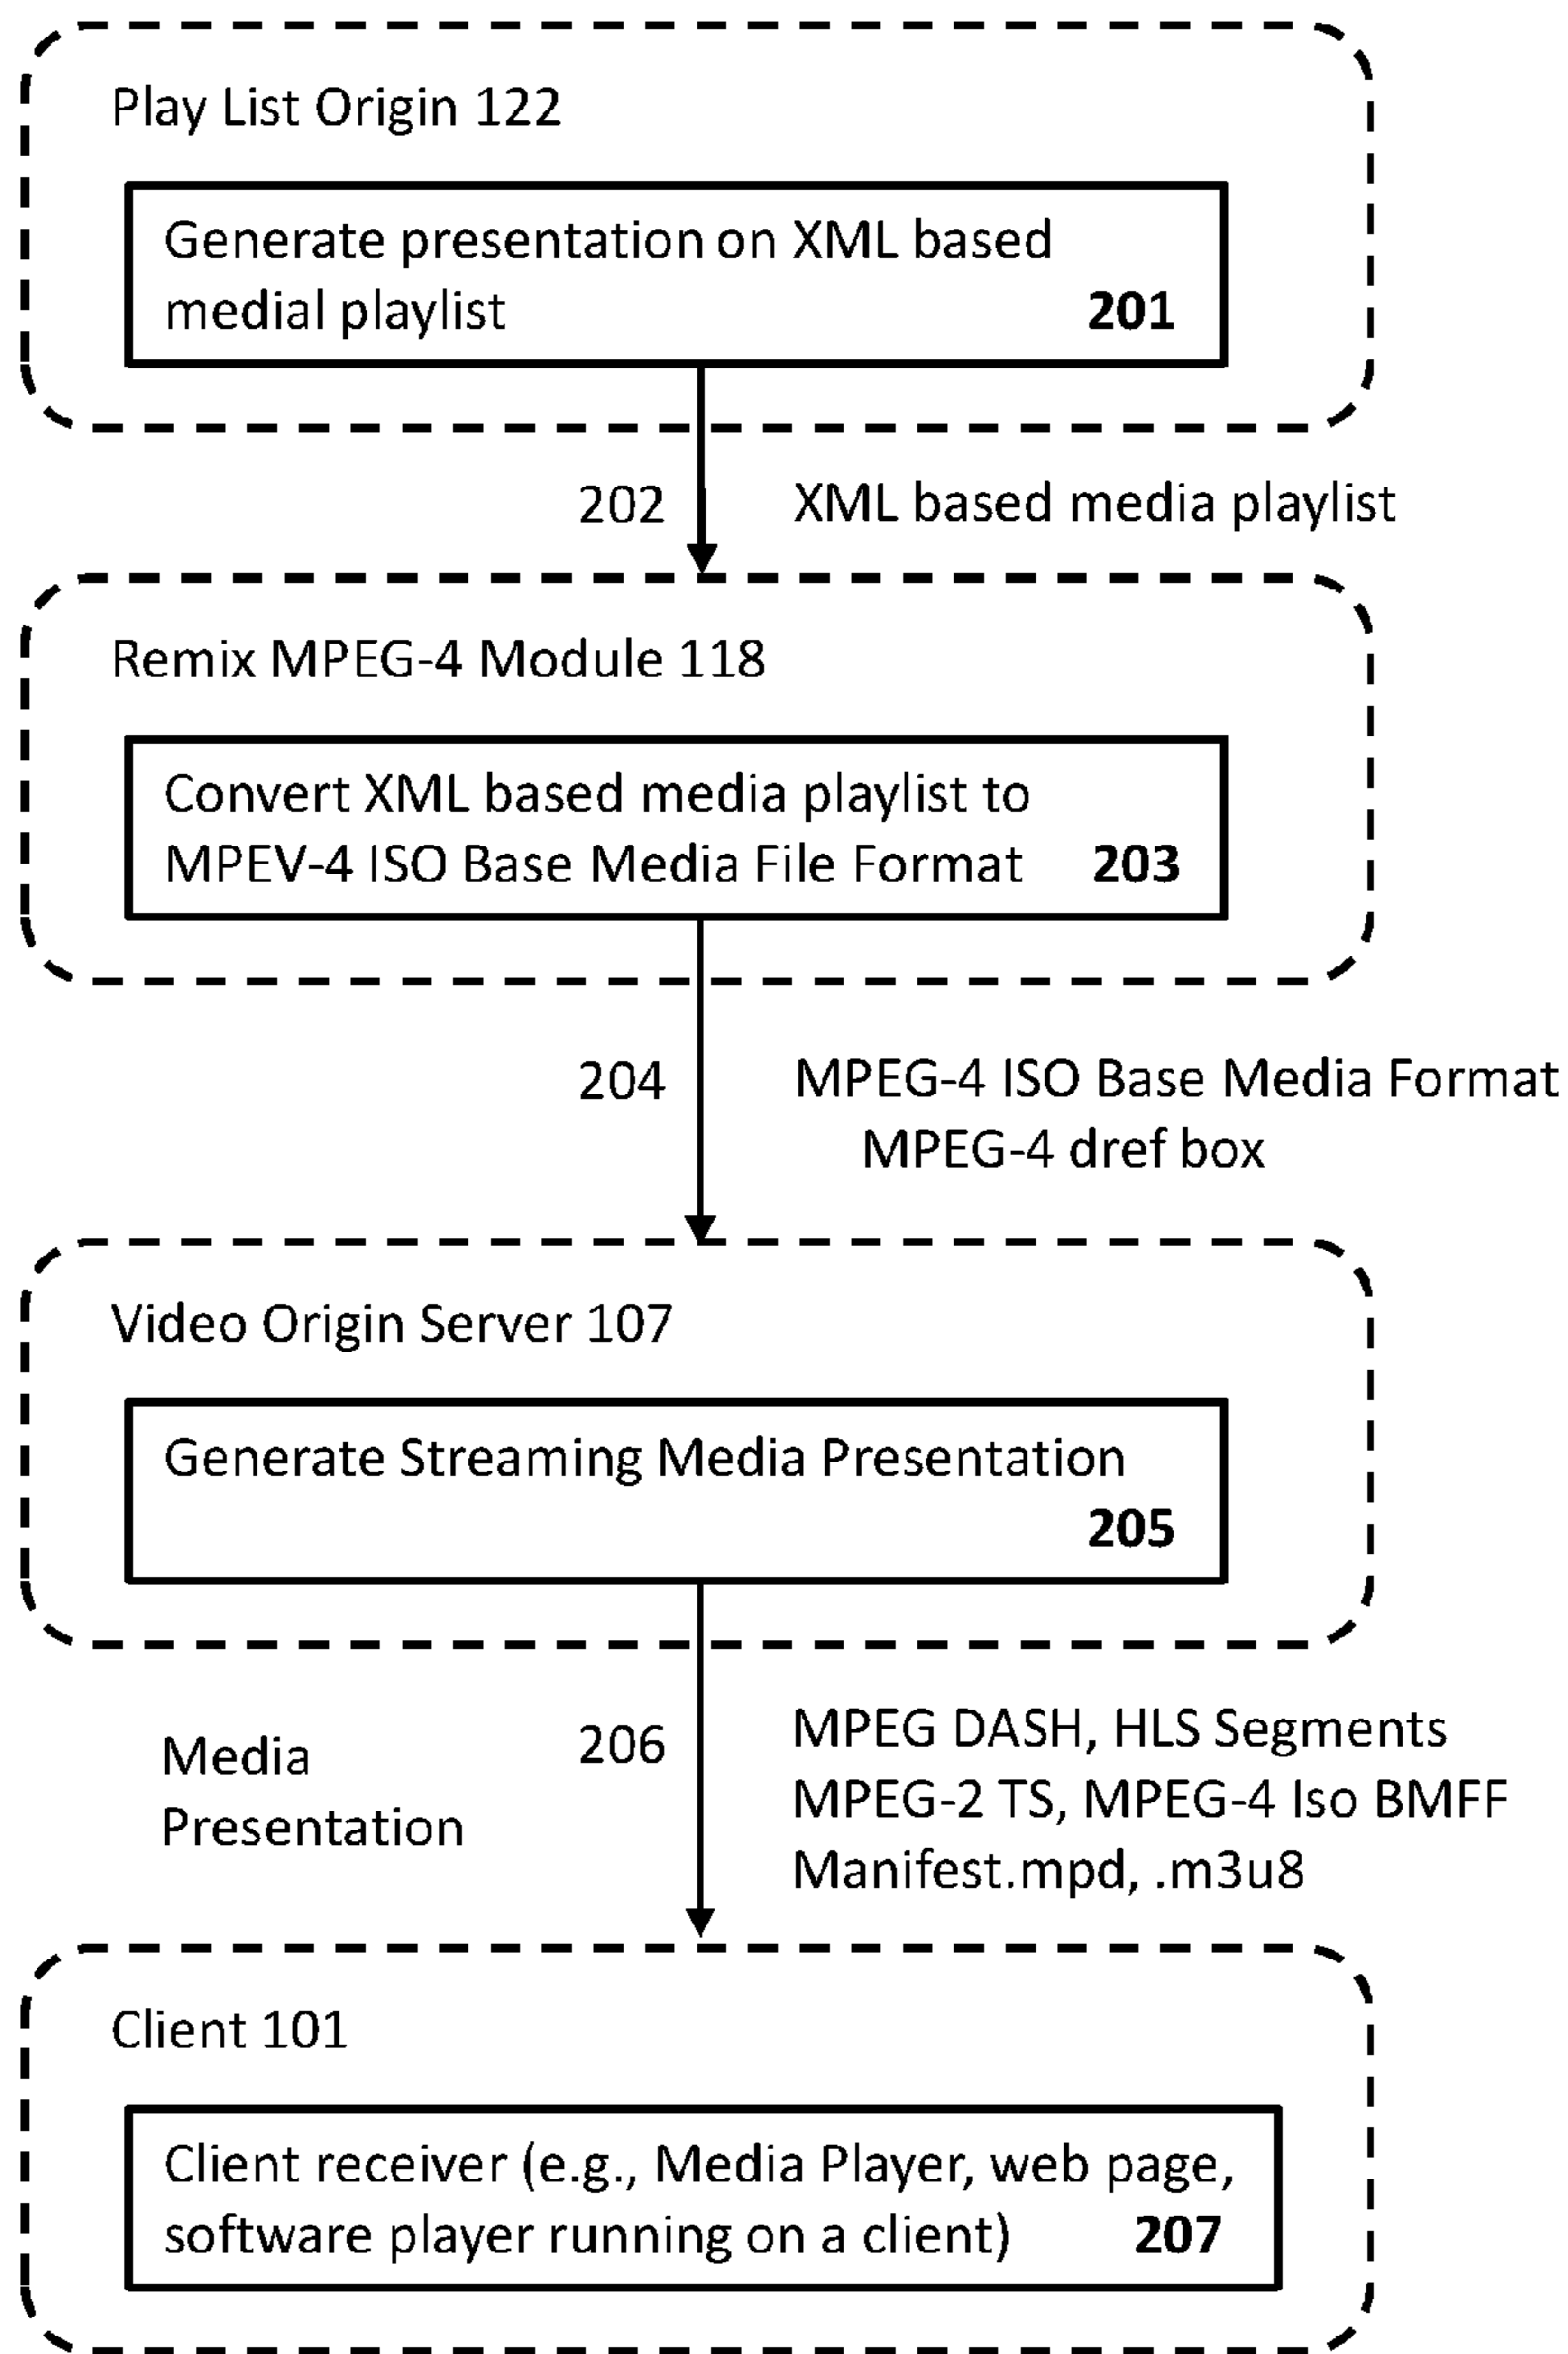 Play List Origin 122
Generate presentation on XML based
medial playlist 201
202 XML based media playlist
Remix MPEG-4 Module 118
Convert XML based media playlist to
MPEV-4 ISO Base Media File Format 203
204 MPEG-4 ISO Base Media Format
MPEG-4 dref box
Video Origin Server 107
Generate Streaming Media Presentation
205
Media
Presentation
206
MPEG DASH, HLS Segments
MPEG-2 TS, MPEG-4 Iso BMFF
Manifest.mpd, .m3u8
Client 101
Client receiver (e.g., Media Player, web page,
software player running on a client) 207